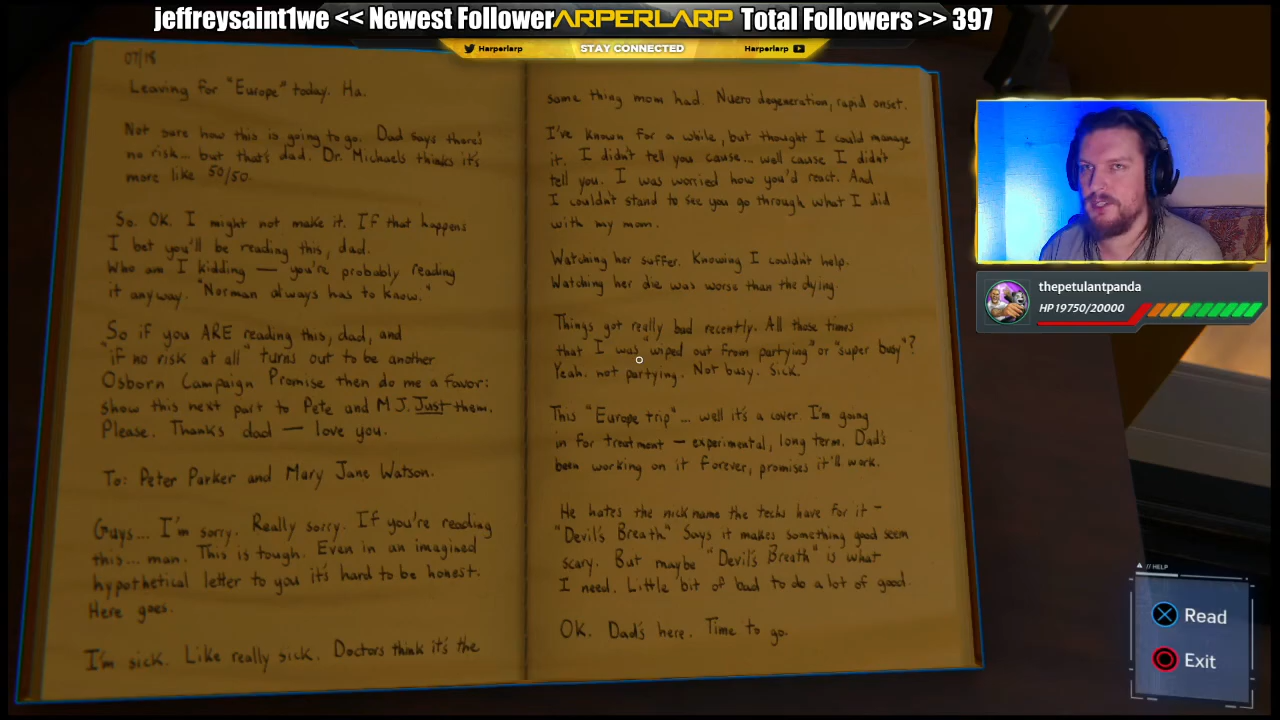 jeffreysaint1we << Newest Follower
ARPERLARP
Total Followers >> 397
Harperlarp
STAY CONNECTED
Harperlarp
07/18
Leaving for "Europe" today. Ha.
Not sure how this is going to go. Dad says there's
no risk... but that's dad. Dr. Michaels thinks it's
more like 50/50.
So. OK. I might not make it. If that happens
I bet you'll be reading this, dad.
Who am I kidding — you're probably reading
it anyway. "Norman always has to know."
So if you ARE reading this, dad, and
"if no risk at all" turns out to be another
Osborn Campaign Promise then do me a favor:
show this next part to Pete and MJ. Just them.
Please. Thanks dad — love you.
To: Peter Parker and Mary Jane Watson.
Guys... I'm sorry. Really sorry. If you're reading
this... man. This is tough. Even in an imagined
hypothetical letter to you it's hard to be honest.
Here goes.
I'm sick. Like really sick. Doctors think it's the
same thing mom had. Nuero degeneration, rapid onset.
I've known for a while, but thought I could manage
it. I didn't tell you cause... well cause I didn't
tell you. I was worried how you'd react. And
I couldn't stand to see you go through what I did
with my mom.
Watching her suffer. Knowing I couldn't help.
Watching her die was worse than the dying.
Things got really bad recently. All those times
that I was "wiped out from partying" or "super busy"?
Yeah. not partying. Not busy. Sick.
This "Europe trip"... well it's a cover. I'm going
in for treatment — experimental, long term. Dad's
been working on it forever, promises it'll work.
He hates the nick name the techs have for it -
"Devil's Breath." Says it makes something good seem
scary. But maybe "Devil's Breath" is what
I need. Little bit of bad to do a lot of good.
OK. Dad's here. Time to go.
thepetulantpanda
HP 19750/20000
// HELP
Read
Exit